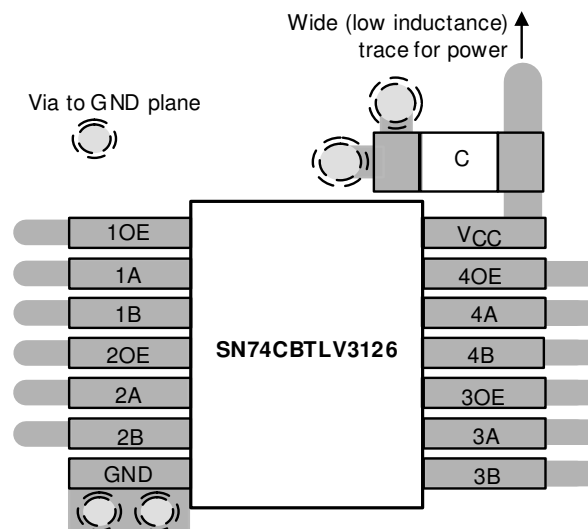 Wide (low inductance)
trace for power
Via to GND plane
C
1OE
1A
1B
2OE
2A
2B
GND
SN74CBTLV3126
VCC
4OE
4A
4B
3OE
3A
3B